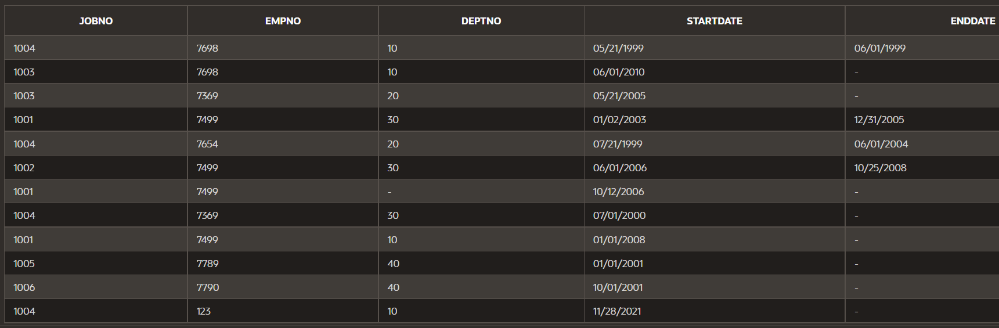 JOBNO EMPNO DEPTNO STARTDATE ENDDATE
1004 7698 10 05/21/1999 06/01/1999
1003 7698 10 06/01/2010 -
1003 7369 20 05/21/2005 -
1001 7499 30 01/02/2003 12/31/2005
1004 7654 20 07/21/1999 06/01/2004
1002 7499 30 06/01/2006 10/25/2008
1001 7499 - 10/12/2006 -
1004 7369 30 07/01/2000 -
1001 7499 10 01/01/2008 -
1005 7789 40 01/01/2001 -
1006 7790 40 10/01/2001 -
1004 123 10 11/28/2021 -